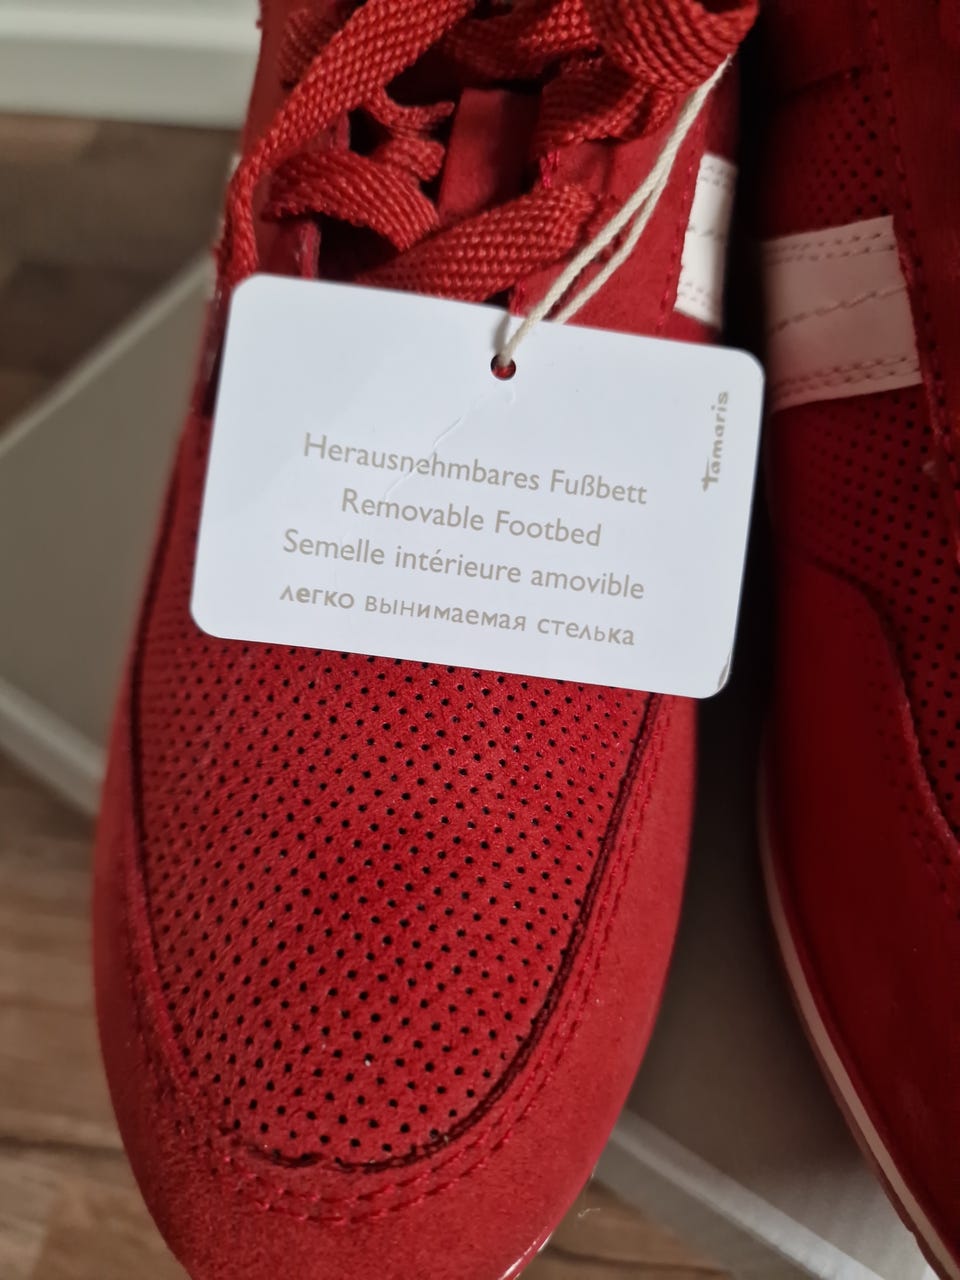 Herausnehmbares Fußbett
Removable Footbed
Semelle intérieure amovible
легко вынимаемая стелька
Tamaris